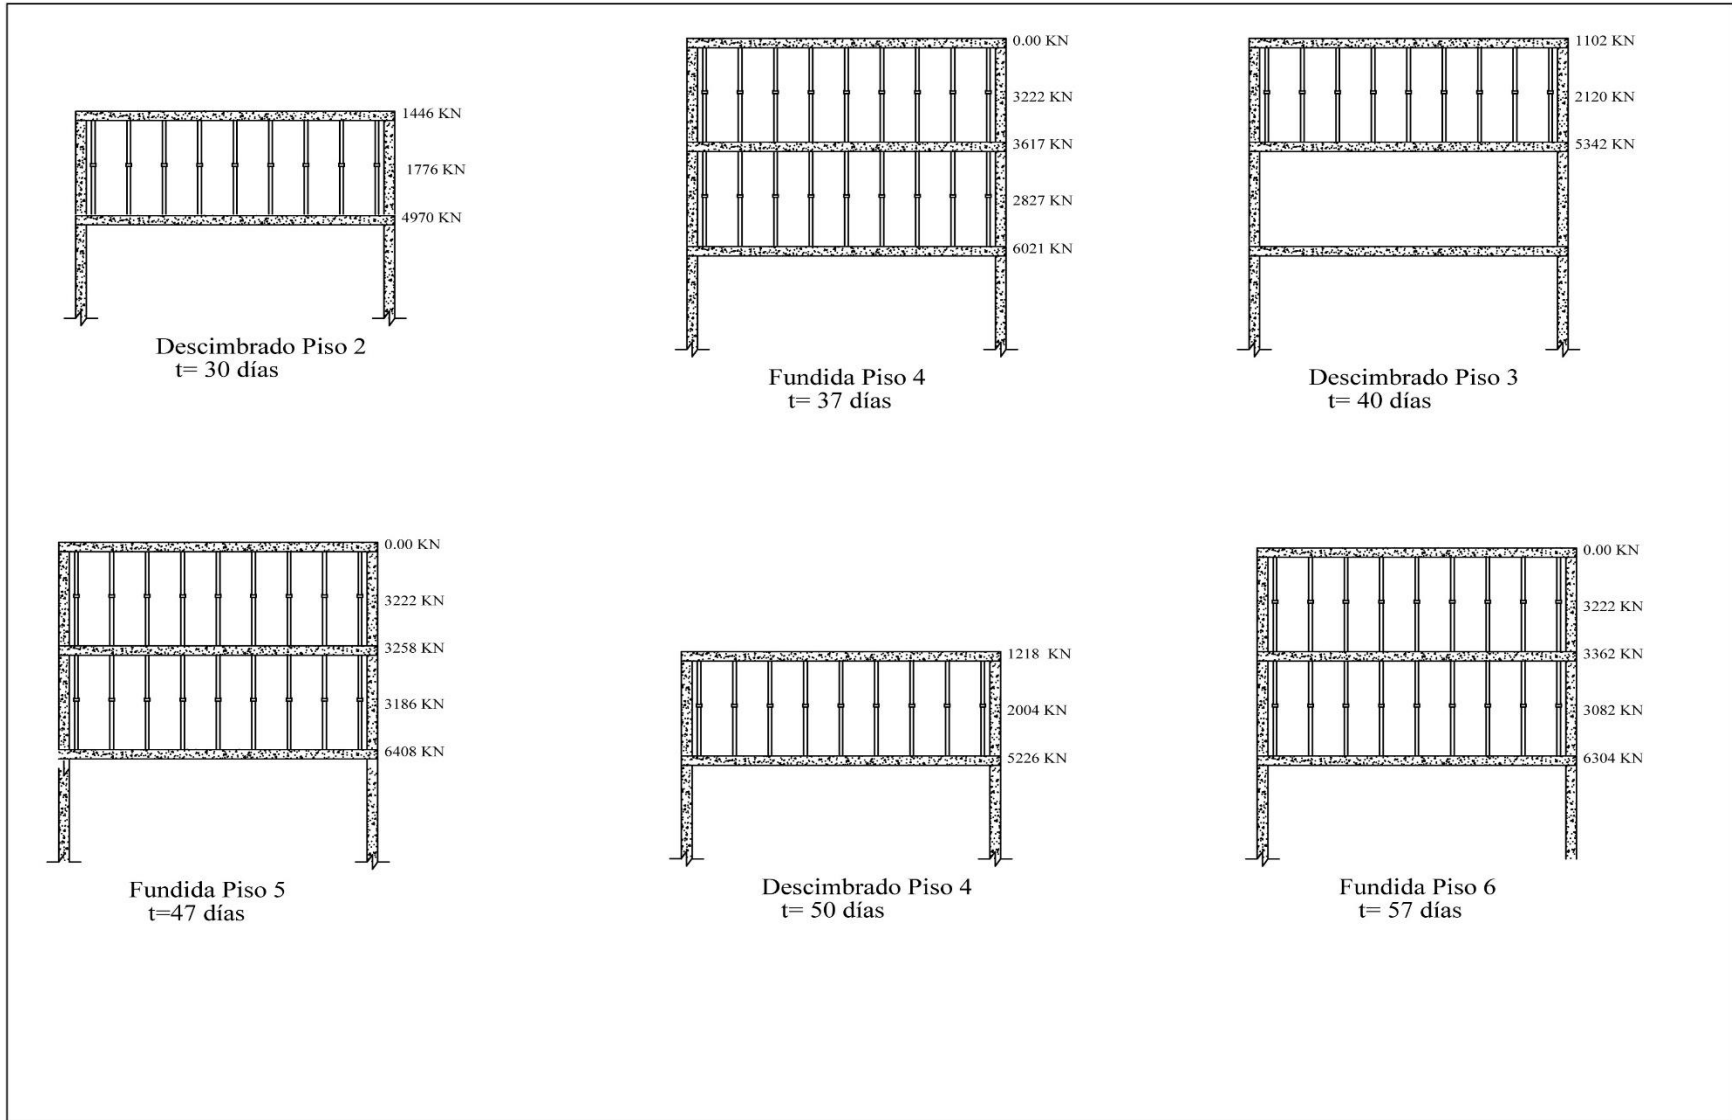 1446 KN
1776 KN
4970 KN
Descimbrado Piso 2
t= 30 días
0.00 KN
3222 KN
3617 KN
2827 KN
6021 KN
Fundida Piso 4
t= 37 días
1102 KN
2120 KN
5342 KN
Descimbrado Piso 3
t= 40 días
0.00 KN
3222 KN
3258 KN
3186 KN
6408 KN
Fundida Piso 5
t=47 días
1218 KN
2004 KN
5226 KN
Descimbrado Piso 4
t= 50 días
0.00 KN
3222 KN
3362 KN
3082 KN
6304 KN
Fundida Piso 6
t= 57 días